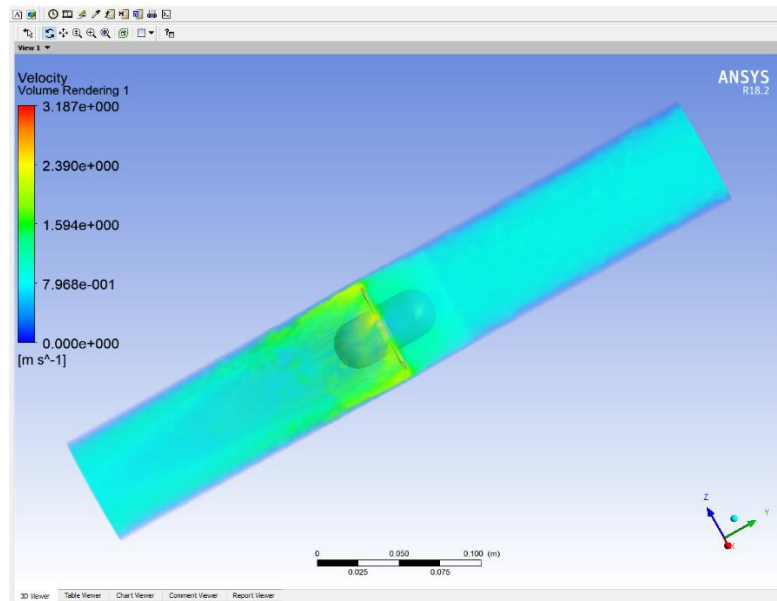 View 1
Velocity
Volume Rendering 1
3.187e+000
2.390e+000
1.594e+000
7.968e-001
0.000e+000
[m s^-1]
ANSYS
R18.2
Z
Y
X
0 0.050 0.100 (m)
0.025 0.075
3D Viewer Table Viewer Chart Viewer Comment Viewer Report Viewer